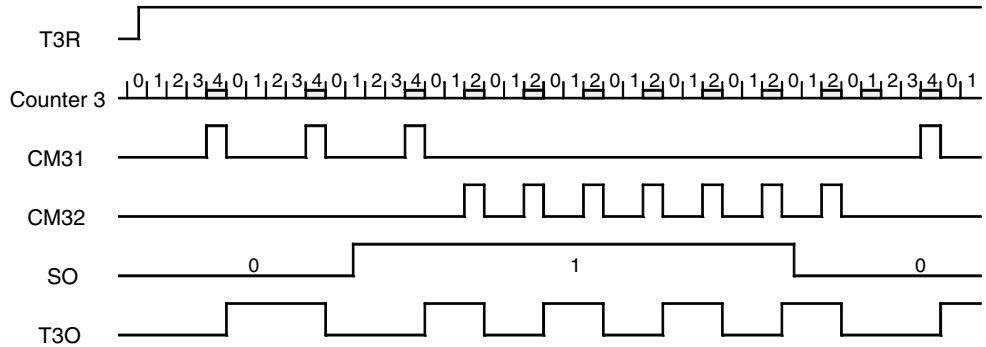 T3R
Counter 3 0 1 2 3 4 0 1 2 3 4 0 1 2 3 4 0 1 2 0 1 2 0 1 2 0 1 2 0 1 2 0 1 2 0 1 2 0 1 2 3 4 0 1
CM31
CM32
SO 0 1 0
T3O